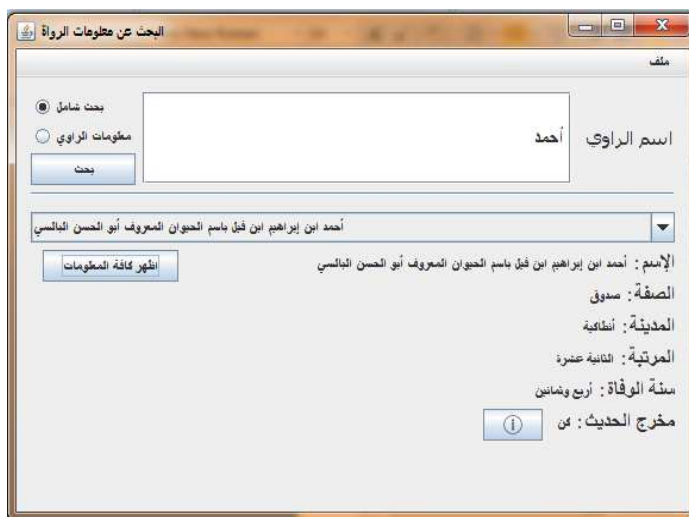 البحث عن معلومات الرواة
ملف
اسم الراوي
أحمد
بحث شامل
معلومات الراوي
بحث
أحمد ابن إبراهيم ابن فيل باسم الحيوان المعروف أبو الحسن البالسي
الإسم : أحمد ابن إبراهيم ابن فيل باسم الحيوان المعروف أبو الحسن البالسي
اظهر كافة المعلومات
الصفة : صدوق
المدينة : أنطاكية
المرتبة : الثانية عشرة
سنة الوفاة : أربع وثمانين
مخرج الحديث : كن